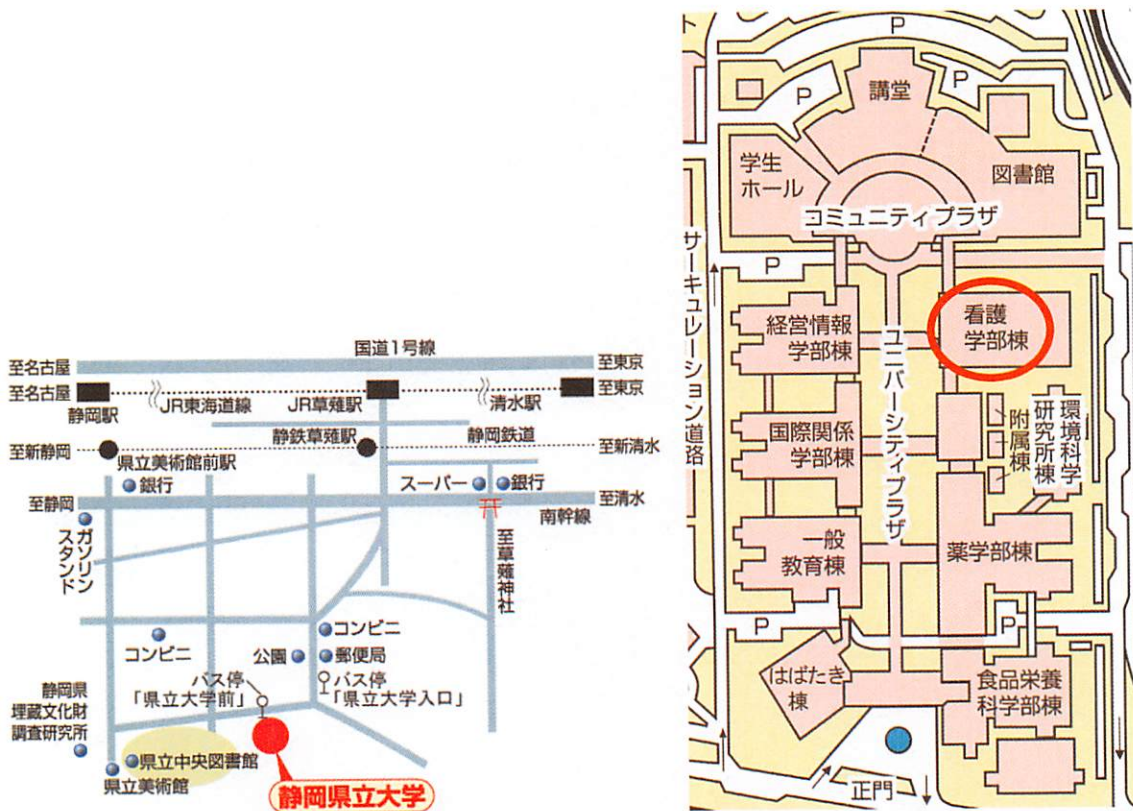 国道1号線
至名古屋
至東京
至名古屋
至東京
静岡駅
JR東海道線
JR草薙駅
清水駅
静鉄草薙駅
静岡鉄道
至新静岡
至新清水
県立美術館前駅
銀行
スーパー
銀行
至静岡
至清水
南幹線
ガソリン
スタンド
至草薙神社
コンビニ
コンビニ
公園
郵便局
バス停
「県立大学前」
バス停
「県立大学入口」
静岡県
埋蔵文化財
調査研究所
県立中央図書館
県立美術館
静岡県立大学
ト
P
講堂
P
P
学生
ホール
図書館
コミュニティプラザ
サーキュレーション道路
P
看護
学部棟
経営情報
学部棟
ユニバーシティプラザ
国際関係
学部棟
附属棟
環境科学
研究所棟
一般
教育棟
薬学部棟
P
P
はばたき
棟
食品栄養
科学部棟
正門